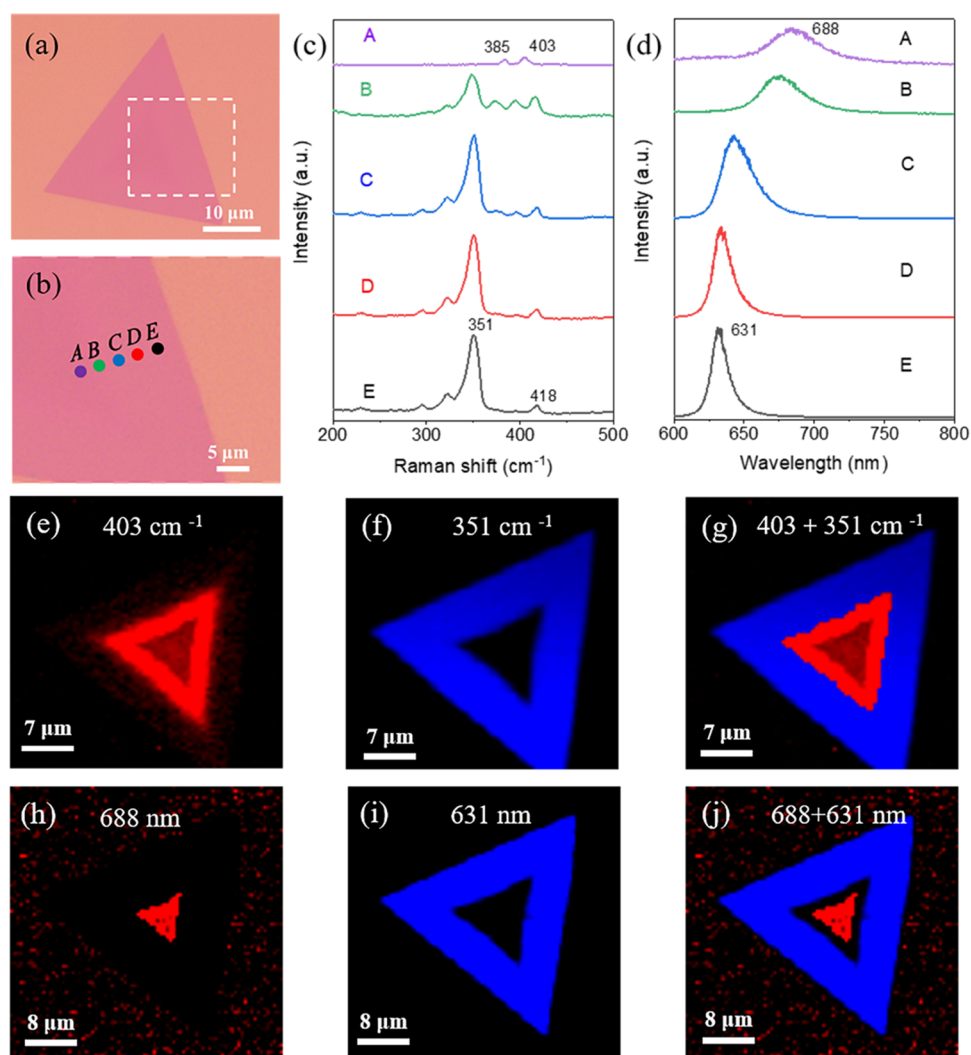 (a)
10 μm
(b)
A B C D E
5 μm
(c)
A
385
403
B
C
D
351
E
418
Intensity (a.u.)
200 300 400 500
Raman shift (cm⁻¹)
(d)
688
A
B
C
D
631
E
Intensity (a.u.)
600 650 700 750 800
Wavelength (nm)
(e) 403 cm ⁻¹
7 μm
(f) 351 cm ⁻¹
7 μm
(g) 403 + 351 cm ⁻¹
7 μm
(h) 688 nm
8 μm
(i) 631 nm
8 μm
(j) 688+631 nm
8 μm